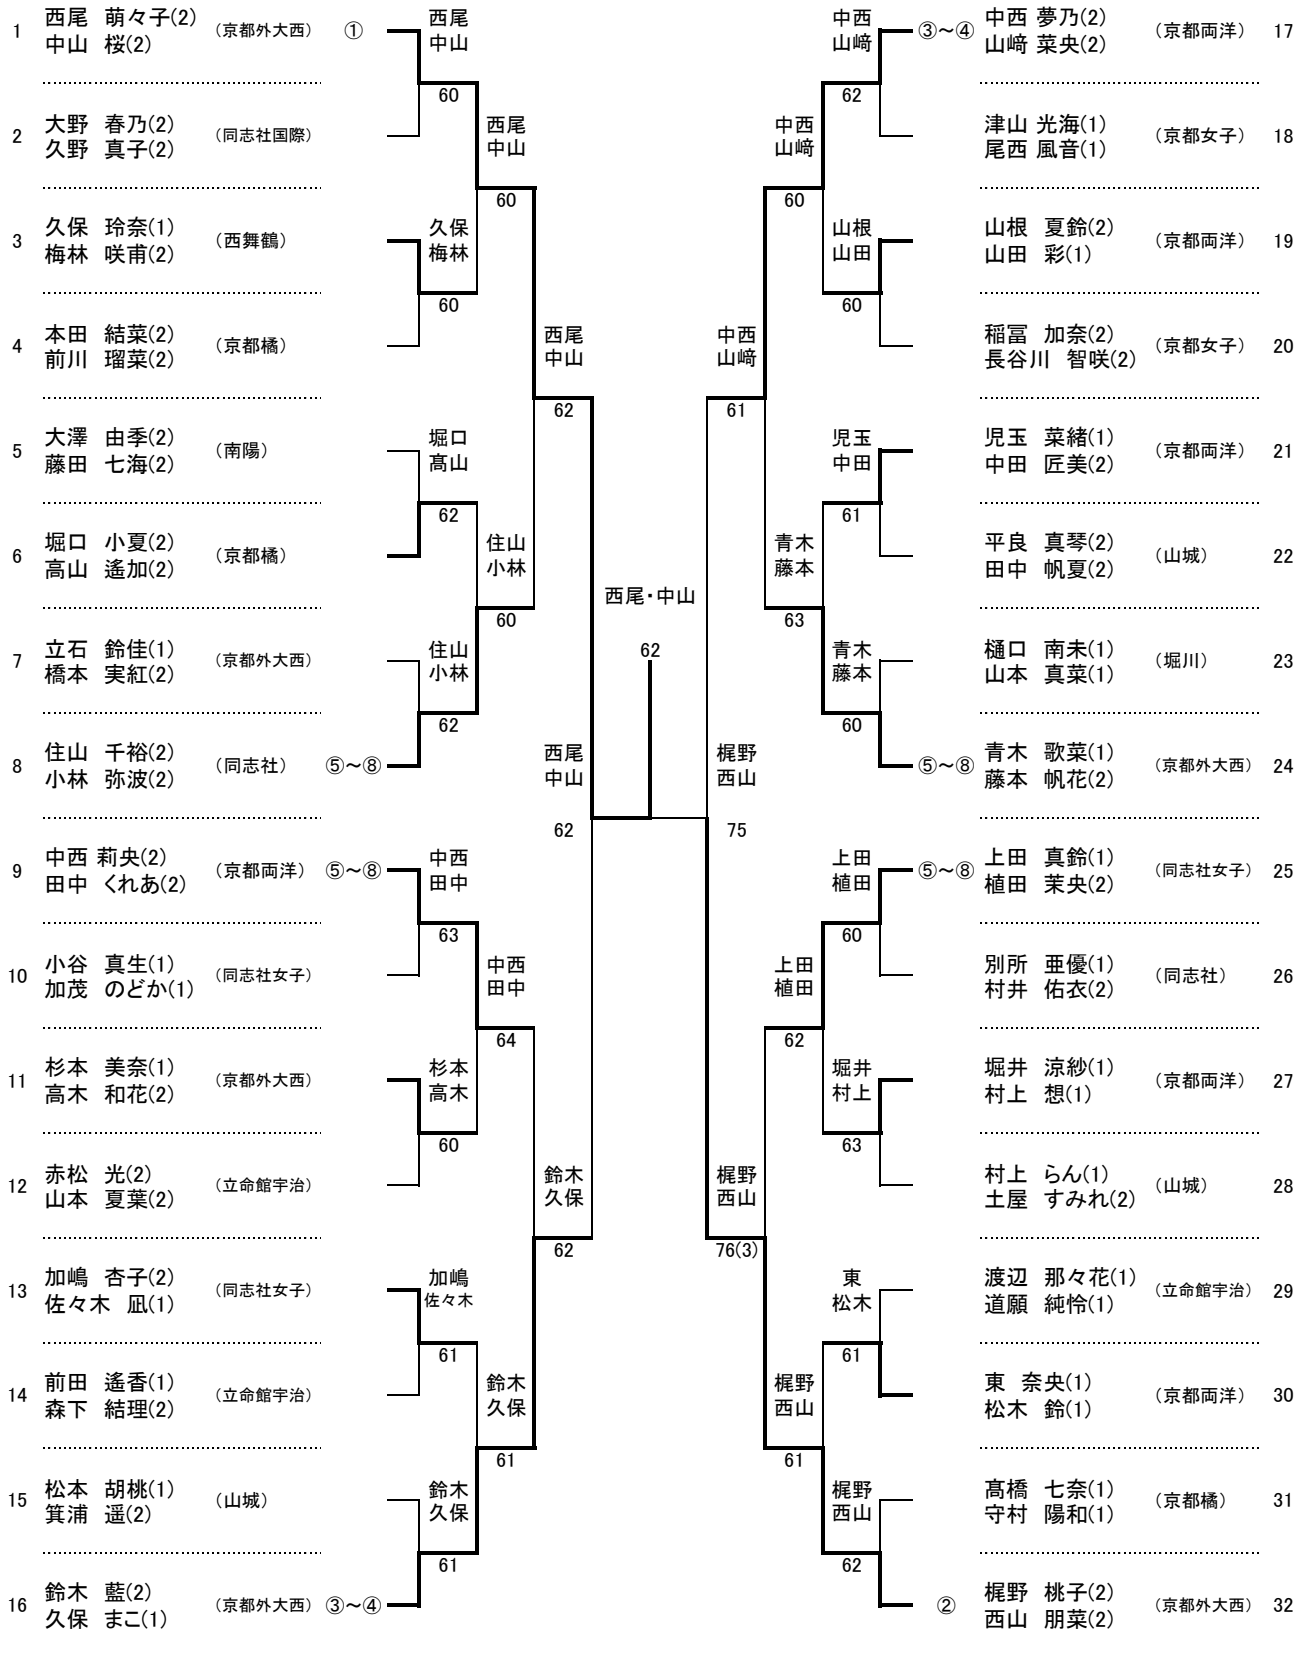 1 西尾 萌々子(2) (京都外大西) ①
中山 桜(2)
2 大野 春乃(2) (同志社国際)
久野 真子(2)
3 久保 玲奈(1) (西舞鶴)
梅林 咲甫(2)
4 本田 結菜(2) (京都橘)
前川 瑠菜(2)
5 大澤 由季(2) (南陽)
藤田 七海(2)
6 堀口 小夏(2) (京都橘)
高山 遙加(2)
7 立石 鈴佳(1) (京都外大西)
橋本 実紅(2)
8 住山 千裕(2) (同志社) ⑤～⑧
小林 弥波(2)
9 中西 莉央(2) (京都両洋) ⑤～⑧
田中 くれあ(2)
10 小谷 真生(1) (同志社女子)
加茂 のどか(1)
11 杉本 美奈(1) (京都外大西)
高木 和花(2)
12 赤松 光(2) (立命館宇治)
山本 夏葉(2)
13 加嶋 杏子(2) (同志社女子)
佐々木 凪(1)
14 前田 遙香(1) (立命館宇治)
森下 結理(2)
15 松本 胡桃(1) (山城)
箕浦 遥(2)
16 鈴木 藍(2) (京都外大西) ③～④
久保 まこ(1)
西尾
中山
60
久保
梅林
60
堀口
髙山
62
住山
小林
62
中西
田中
63
杉本
高木
60
加嶋
佐々木
61
鈴木
久保
61
西尾
中山
60
住山
小林
60
中西
田中
64
鈴木
久保
61
西尾
中山
62
鈴木
久保
62
西尾
中山
62
西尾・中山
62
梶野
西山
75
中西
山﨑
61
梶野
西山
76(3)
中西
山﨑
60
青木
藤本
63
上田
植田
62
梶野
西山
61
中西
山﨑
62
山根
山田
60
児玉
中田
61
青木
藤本
60
上田
植田
60
堀井
村上
63
東
松木
61
梶野
西山
62
③～④ 中西 夢乃(2) (京都両洋) 17
山﨑 菜央(2)
津山 光海(1) (京都女子) 18
尾西 風音(1)
山根 夏鈴(2) (京都両洋) 19
山田 彩(1)
稲冨 加奈(2) (京都女子) 20
長谷川 智咲(2)
児玉 菜緒(1) (京都両洋) 21
中田 匠美(2)
平良 真琴(2) (山城) 22
田中 帆夏(2)
樋口 南未(1) (堀川) 23
山本 真菜(1)
⑤～⑧ 青木 歌菜(1) (京都外大西) 24
藤本 帆花(2)
⑤～⑧ 上田 真鈴(1) (同志社女子) 25
植田 茉央(2)
別所 亜優(1) (同志社) 26
村井 佑衣(2)
堀井 涼紗(1) (京都両洋) 27
村上 想(1)
村上 らん(1) (山城) 28
土屋 すみれ(2)
渡辺 那々花(1) (立命館宇治) 29
道願 純怜(1)
東 奈央(1) (京都両洋) 30
松木 鈴(1)
髙橋 七奈(1) (京都橘) 31
守村 陽和(1)
② 梶野 桃子(2) (京都外大西) 32
西山 朋菜(2)